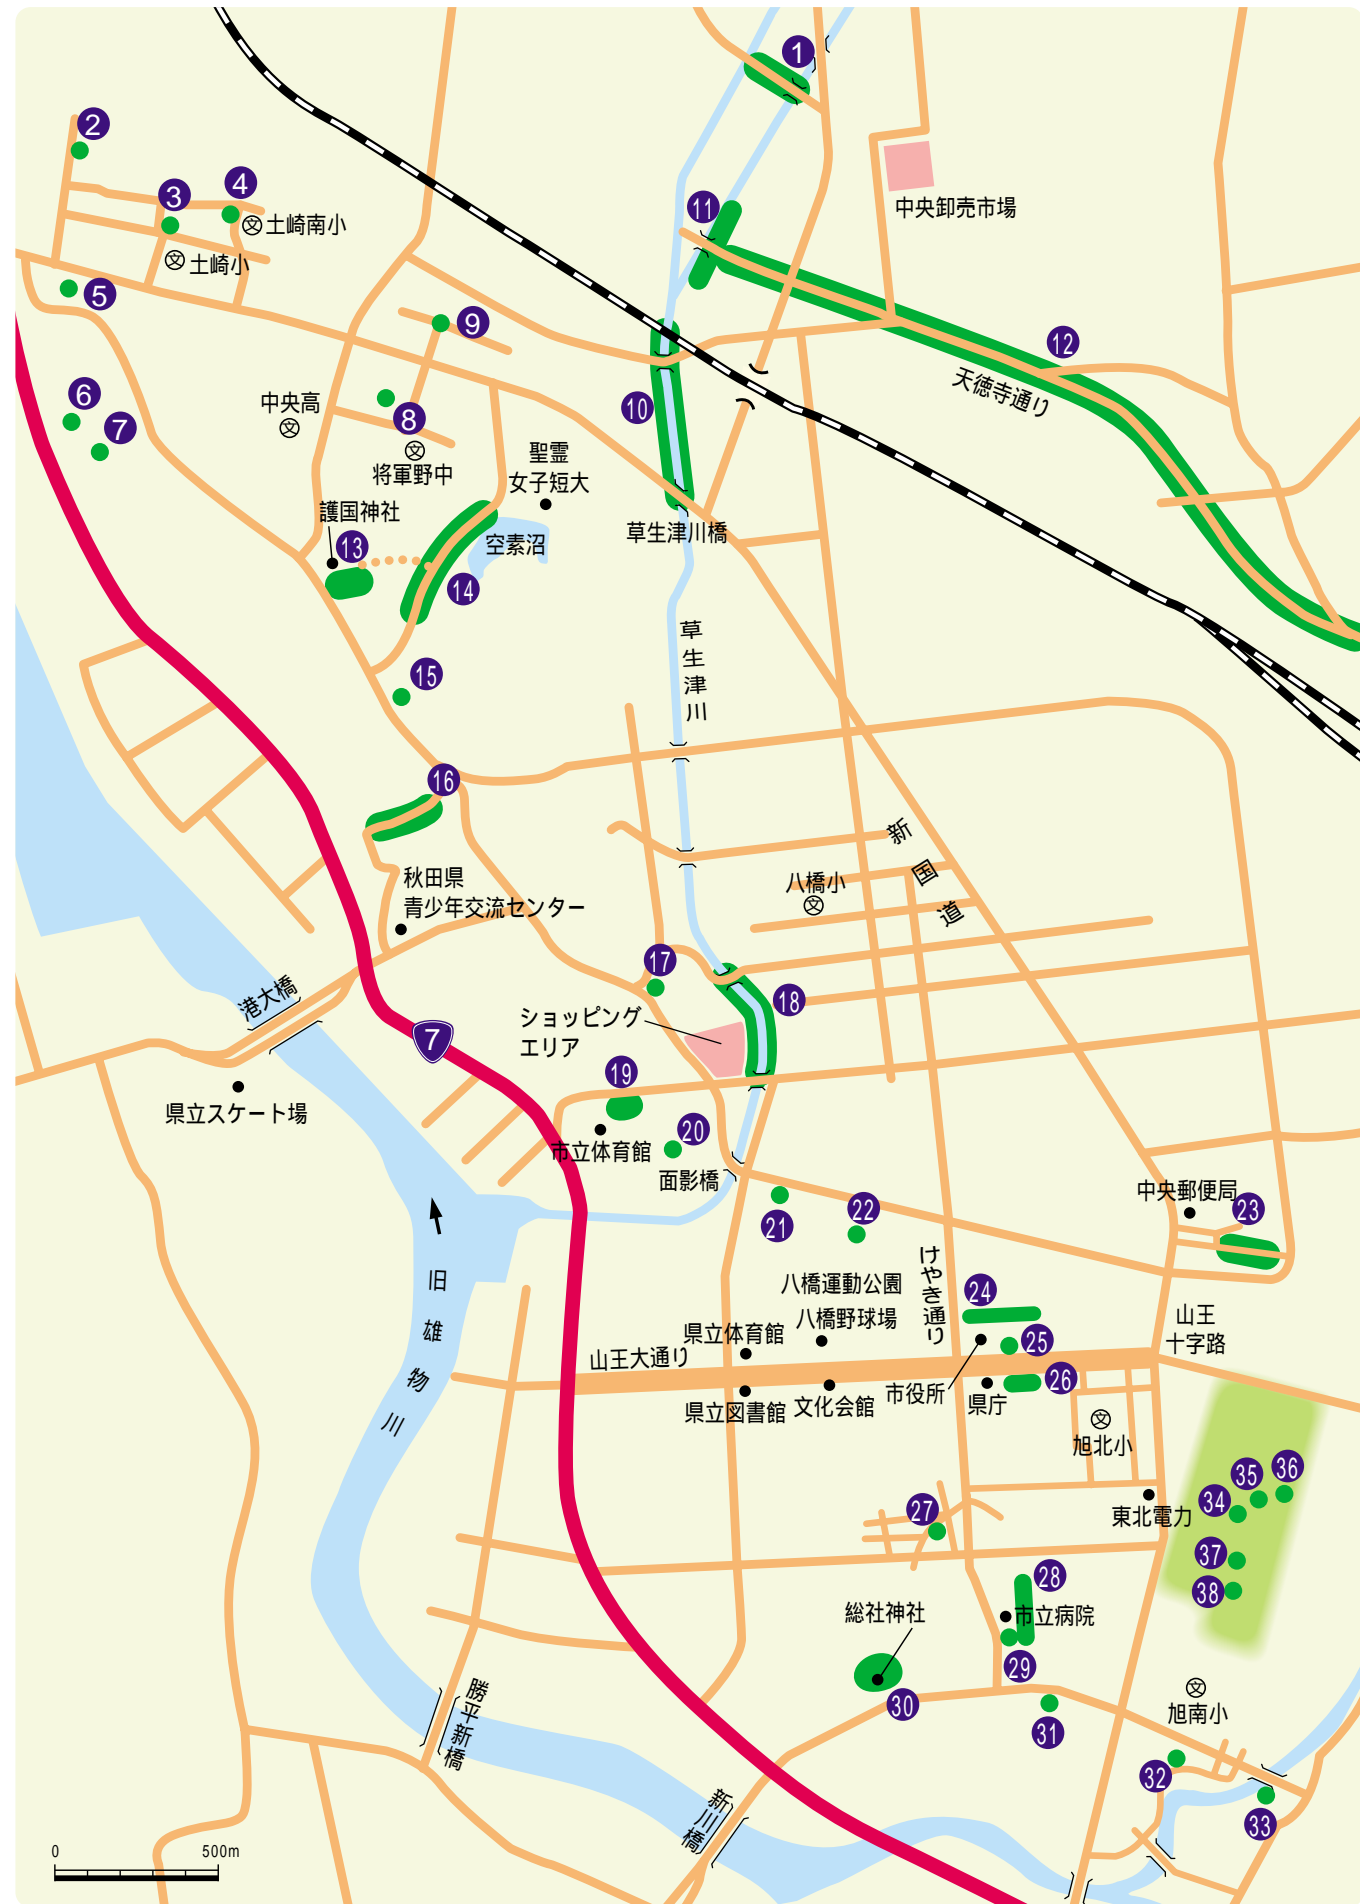 1
2
3
4
土崎南小
土崎小
11
中央卸売市場
5
9
12
天徳寺通り
6
7
中央高
8
将軍野中
10
聖霊
女子短大
護国神社
13
空素沼
14
草生津川橋
草生津川
15
16
秋田県
青少年交流センター
新国道
八橋小
17
18
港大橋
7
ショッピング
エリア
19
県立スケート場
市立体育館
20
面影橋
21
22
中央郵便局
23
けやき通り
旧雄物川
八橋運動公園
八橋野球場
24
25
山王
十字路
県立体育館
山王大通り
市役所
26
県庁
県立図書館
文化会館
旭北小
東北電力
34
35
36
37
38
27
28
市立病院
29
総社神社
30
31
旭南小
32
33
勝平新橋
新川橋
0
500m